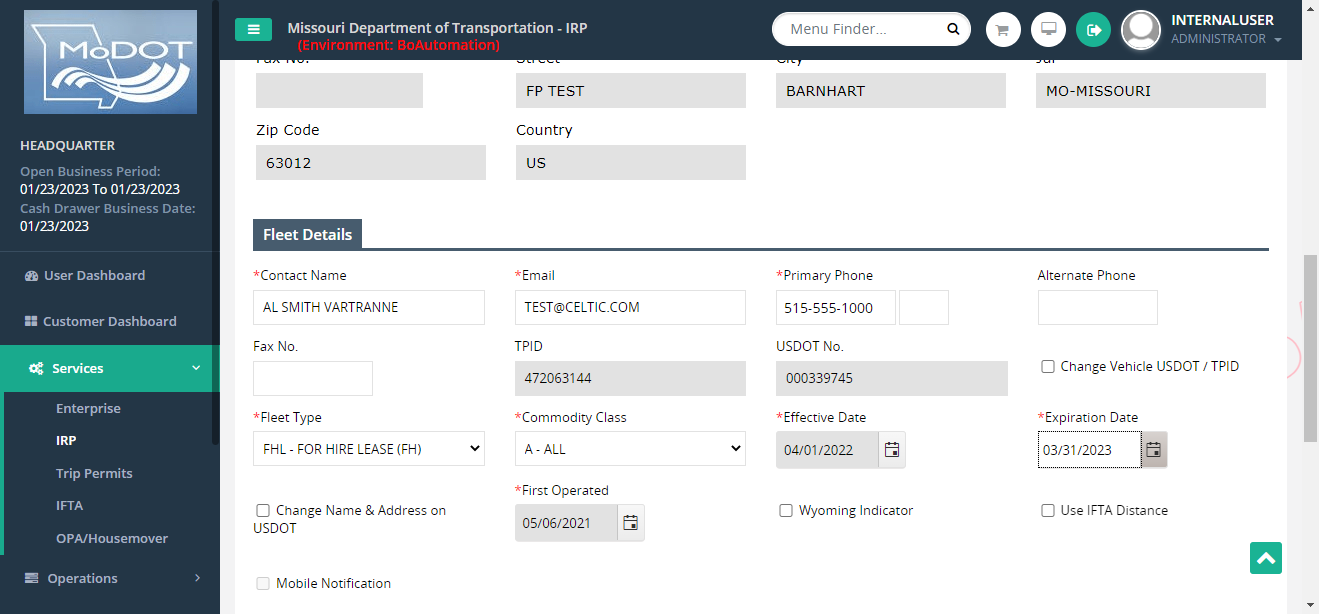 MoDOT
HEADQUARTER
Open Business Period:
01/23/2023 To 01/23/2023
Cash Drawer Business Date:
01/23/2023
User Dashboard
Customer Dashboard
Services
Enterprise
IRP
Trip Permits
IFTA
OPA/Housemover
Operations
Missouri Department of Transportation - IRP
(Environment: BoAutomation)
Menu Finder...
INTERNALUSER
ADMINISTRATOR
Fax No. Street City Jur
FP TEST BARNHART MO-MISSOURI
Zip Code Country
63012 US
Fleet Details
*Contact Name *Email *Primary Phone Alternate Phone
AL SMITH VARTRANNE TEST@CELTIC.COM 515-555-1000
Fax No. TPID USDOT No.
472063144 000339745 Change Vehicle USDOT / TPID
*Fleet Type *Commodity Class *Effective Date *Expiration Date
FHL - FOR HIRE LEASE (FH) A - ALL 04/01/2022 03/31/2023
*First Operated
Change Name & Address on USDOT 05/06/2021 Wyoming Indicator Use IFTA Distance
Mobile Notification